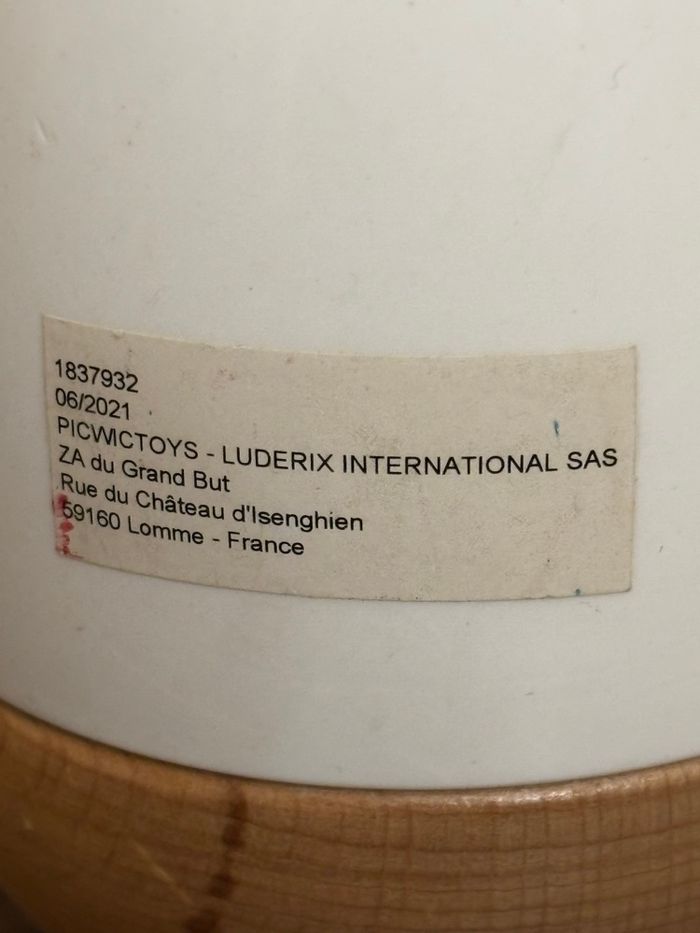 1837932
06/2021
PICWICTOYS - LUDERIX INTERNATIONAL SAS
ZA du Grand But
Rue du Château d'Isenghien
59160 Lomme - France